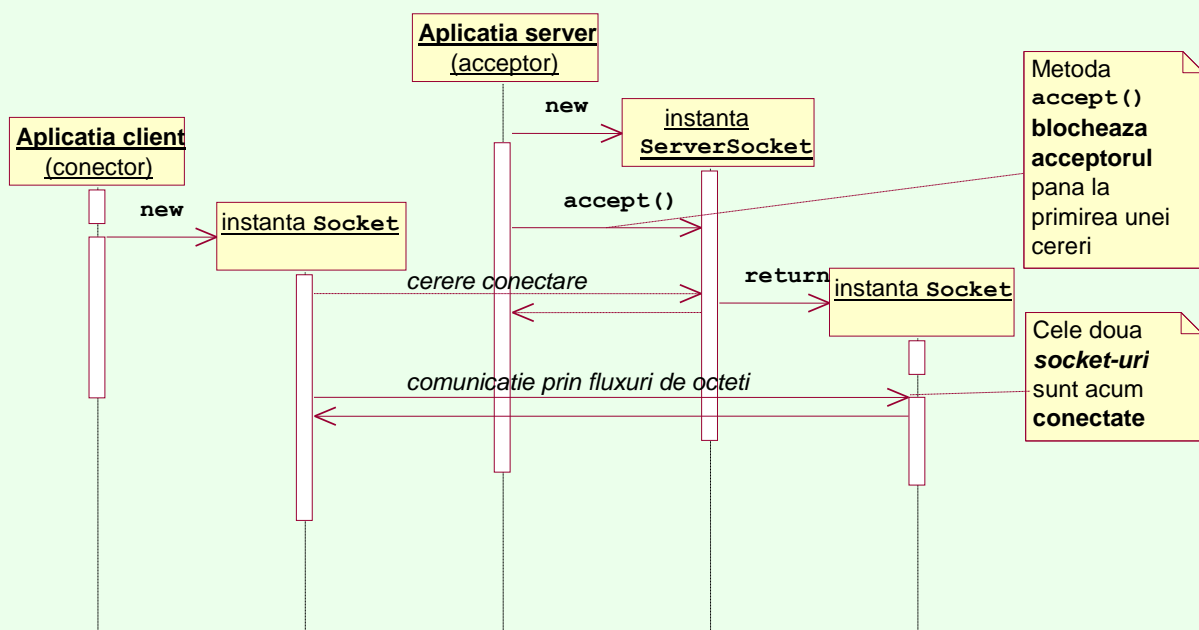 Aplicatia server
(acceptor)
Metoda
accept()
blocheaza
acceptorul
pana la
primirea unei
cereri
new
instanta
ServerSocket
Aplicatia client
(conector)
accept()
new
instanta Socket
cerere conectare
return
instanta Socket
Cele doua
socket-uri
sunt acum
conectate
comunicatie prin fluxuri de octeti